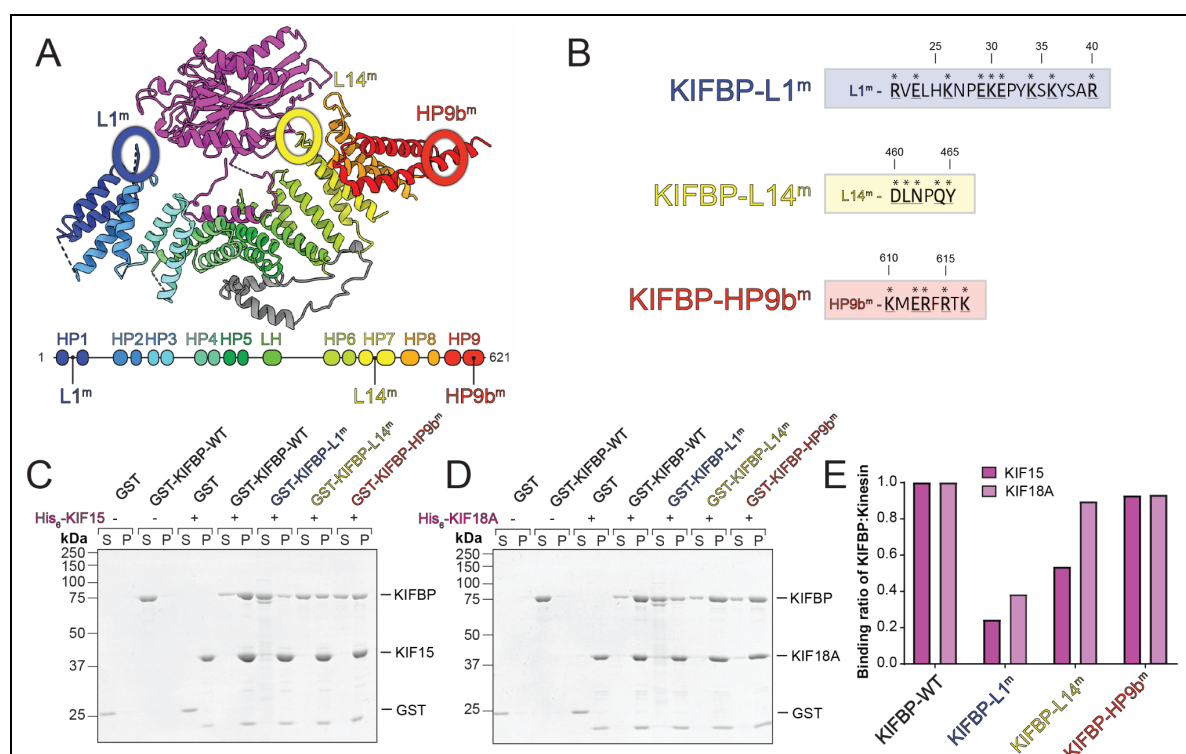 A
L1ᵐ
L14ᵐ
HP9bᵐ
HP1 HP2 HP3 HP4 HP5 LH HP6 HP7 HP8 HP9
1 621
L1ᵐ L14ᵐ HP9bᵐ
B
25 30 35 40
KIFBP-L1ᵐ L1ᵐ - RVELHKNPEKEPYKSKYSAR
* * * * * * * * *
460 465
* * * * *
KIFBP-L14ᵐ L14ᵐ - DLNPQY
610 615
* * * * *
KIFBP-HP9bᵐ HP9bᵐ - KMERFRTK
C
GST GST-KIFBP-WT GST GST-KIFBP-WT GST-KIFBP-L1ᵐ GST-KIFBP-L14ᵐ GST-KIFBP-HP9bᵐ
His₆-KIF15 - - + + + + +
kDa S P S P S P S P S P S P S P
250
150
100
75
50
37
25
KIFBP
KIF15
GST
D
GST GST-KIFBP-WT GST GST-KIFBP-WT GST-KIFBP-L1ᵐ GST-KIFBP-L14ᵐ GST-KIFBP-HP9bᵐ
His₆-KIF18A - - + + + + +
kDa S P S P S P S P S P S P S P
250
150
100
75
50
37
25
KIFBP
KIF18A
GST
E
KIF15
KIF18A
Binding ratio of KIFBP:Kinesin
1.0
0.8
0.6
0.4
0.2
0.0
KIFBP-WT KIFBP-L1ᵐ KIFBP-L14ᵐ KIFBP-HP9bᵐ